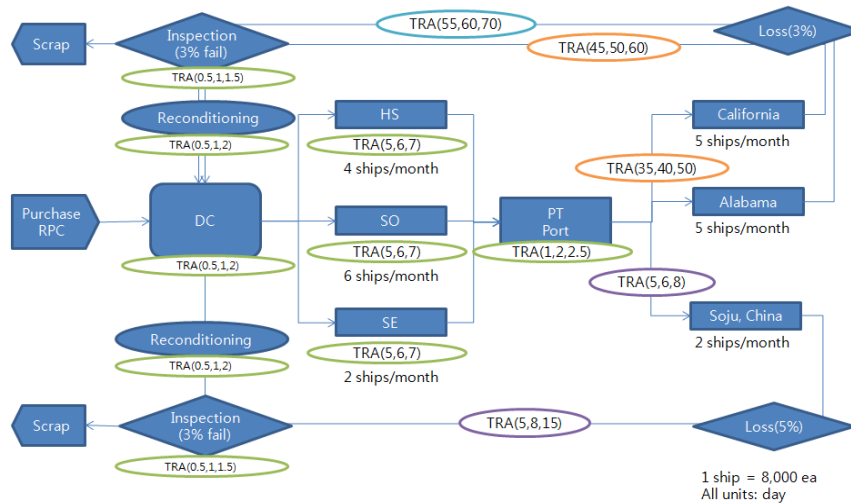 TRA(55,60,70)
Scrap
Inspection
(3% fail)
Loss(3%)
TRA(45,50,60)
TRA(0.5,1,1.5)
Reconditioning
HS
California
TRA(0.5,1,2)
TRA(5,6,7)
5 ships/month
4 ships/month
TRA(35,40,50)
Purchase
RPC
DC
SO
PT
Port
Alabama
TRA(5,6,7)
TRA(1,2,2.5)
5 ships/month
TRA(0.5,1,2)
6 ships/month
TRA(5,6,8)
SE
Soju, China
Reconditioning
TRA(5,6,7)
2 ships/month
TRA(0.5,1,2)
2 ships/month
Scrap
Inspection
(3% fail)
TRA(5,8,15)
Loss(5%)
TRA(0.5,1,1.5)
1 ship = 8,000 ea
All units: day